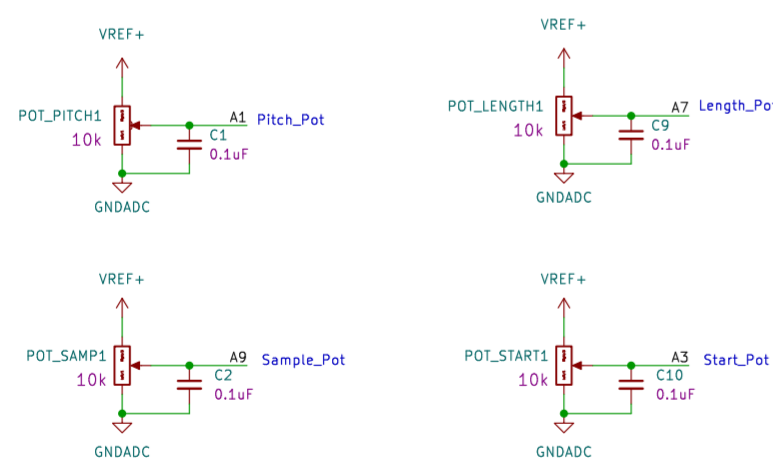 VREF+
POT_PITCH1
10k
A1
Pitch_Pot
C1
0.1uF
GNDADC
VREF+
POT_LENGTH1
10k
A7
Length_Pot
C9
0.1uF
GNDADC
VREF+
POT_SAMP1
10k
A9
Sample_Pot
C2
0.1uF
GNDADC
VREF+
POT_START1
10k
A3
Start_Pot
C10
0.1uF
GNDADC